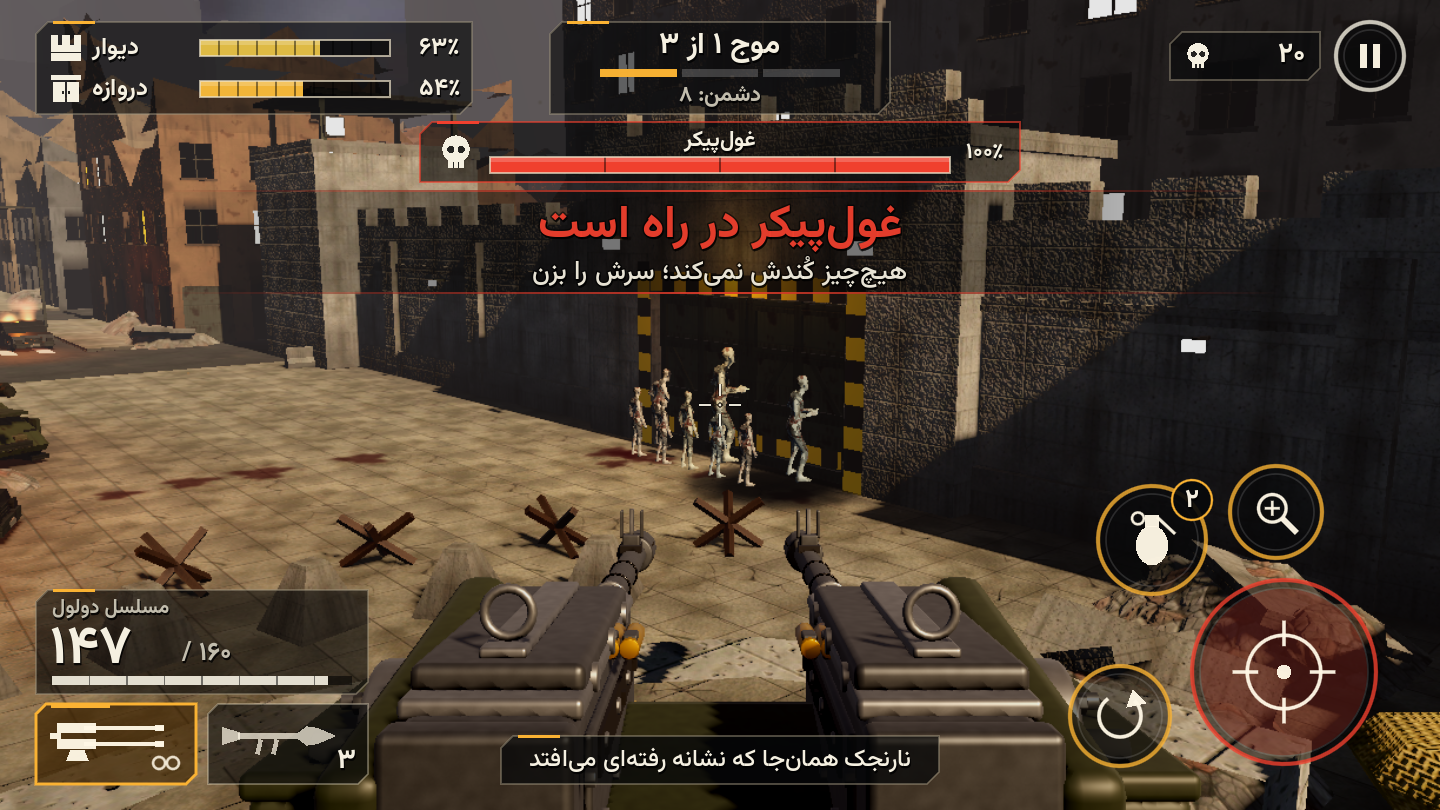 دیوار ۶۳٪
دروازه ۵۴٪
موج ۱ از ۳
دشمن: ۸
۲۰
غول‌پیکر
۱۰۰٪
غول‌پیکر در راه است
هیچ‌چیز کُندش نمی‌کند؛ سرش را بزن
۲
مسلسل دولول
۱۴۷ / ۱۶۰
∞
۳
نارنجک همان‌جا که نشانه رفته‌ای می‌افتد